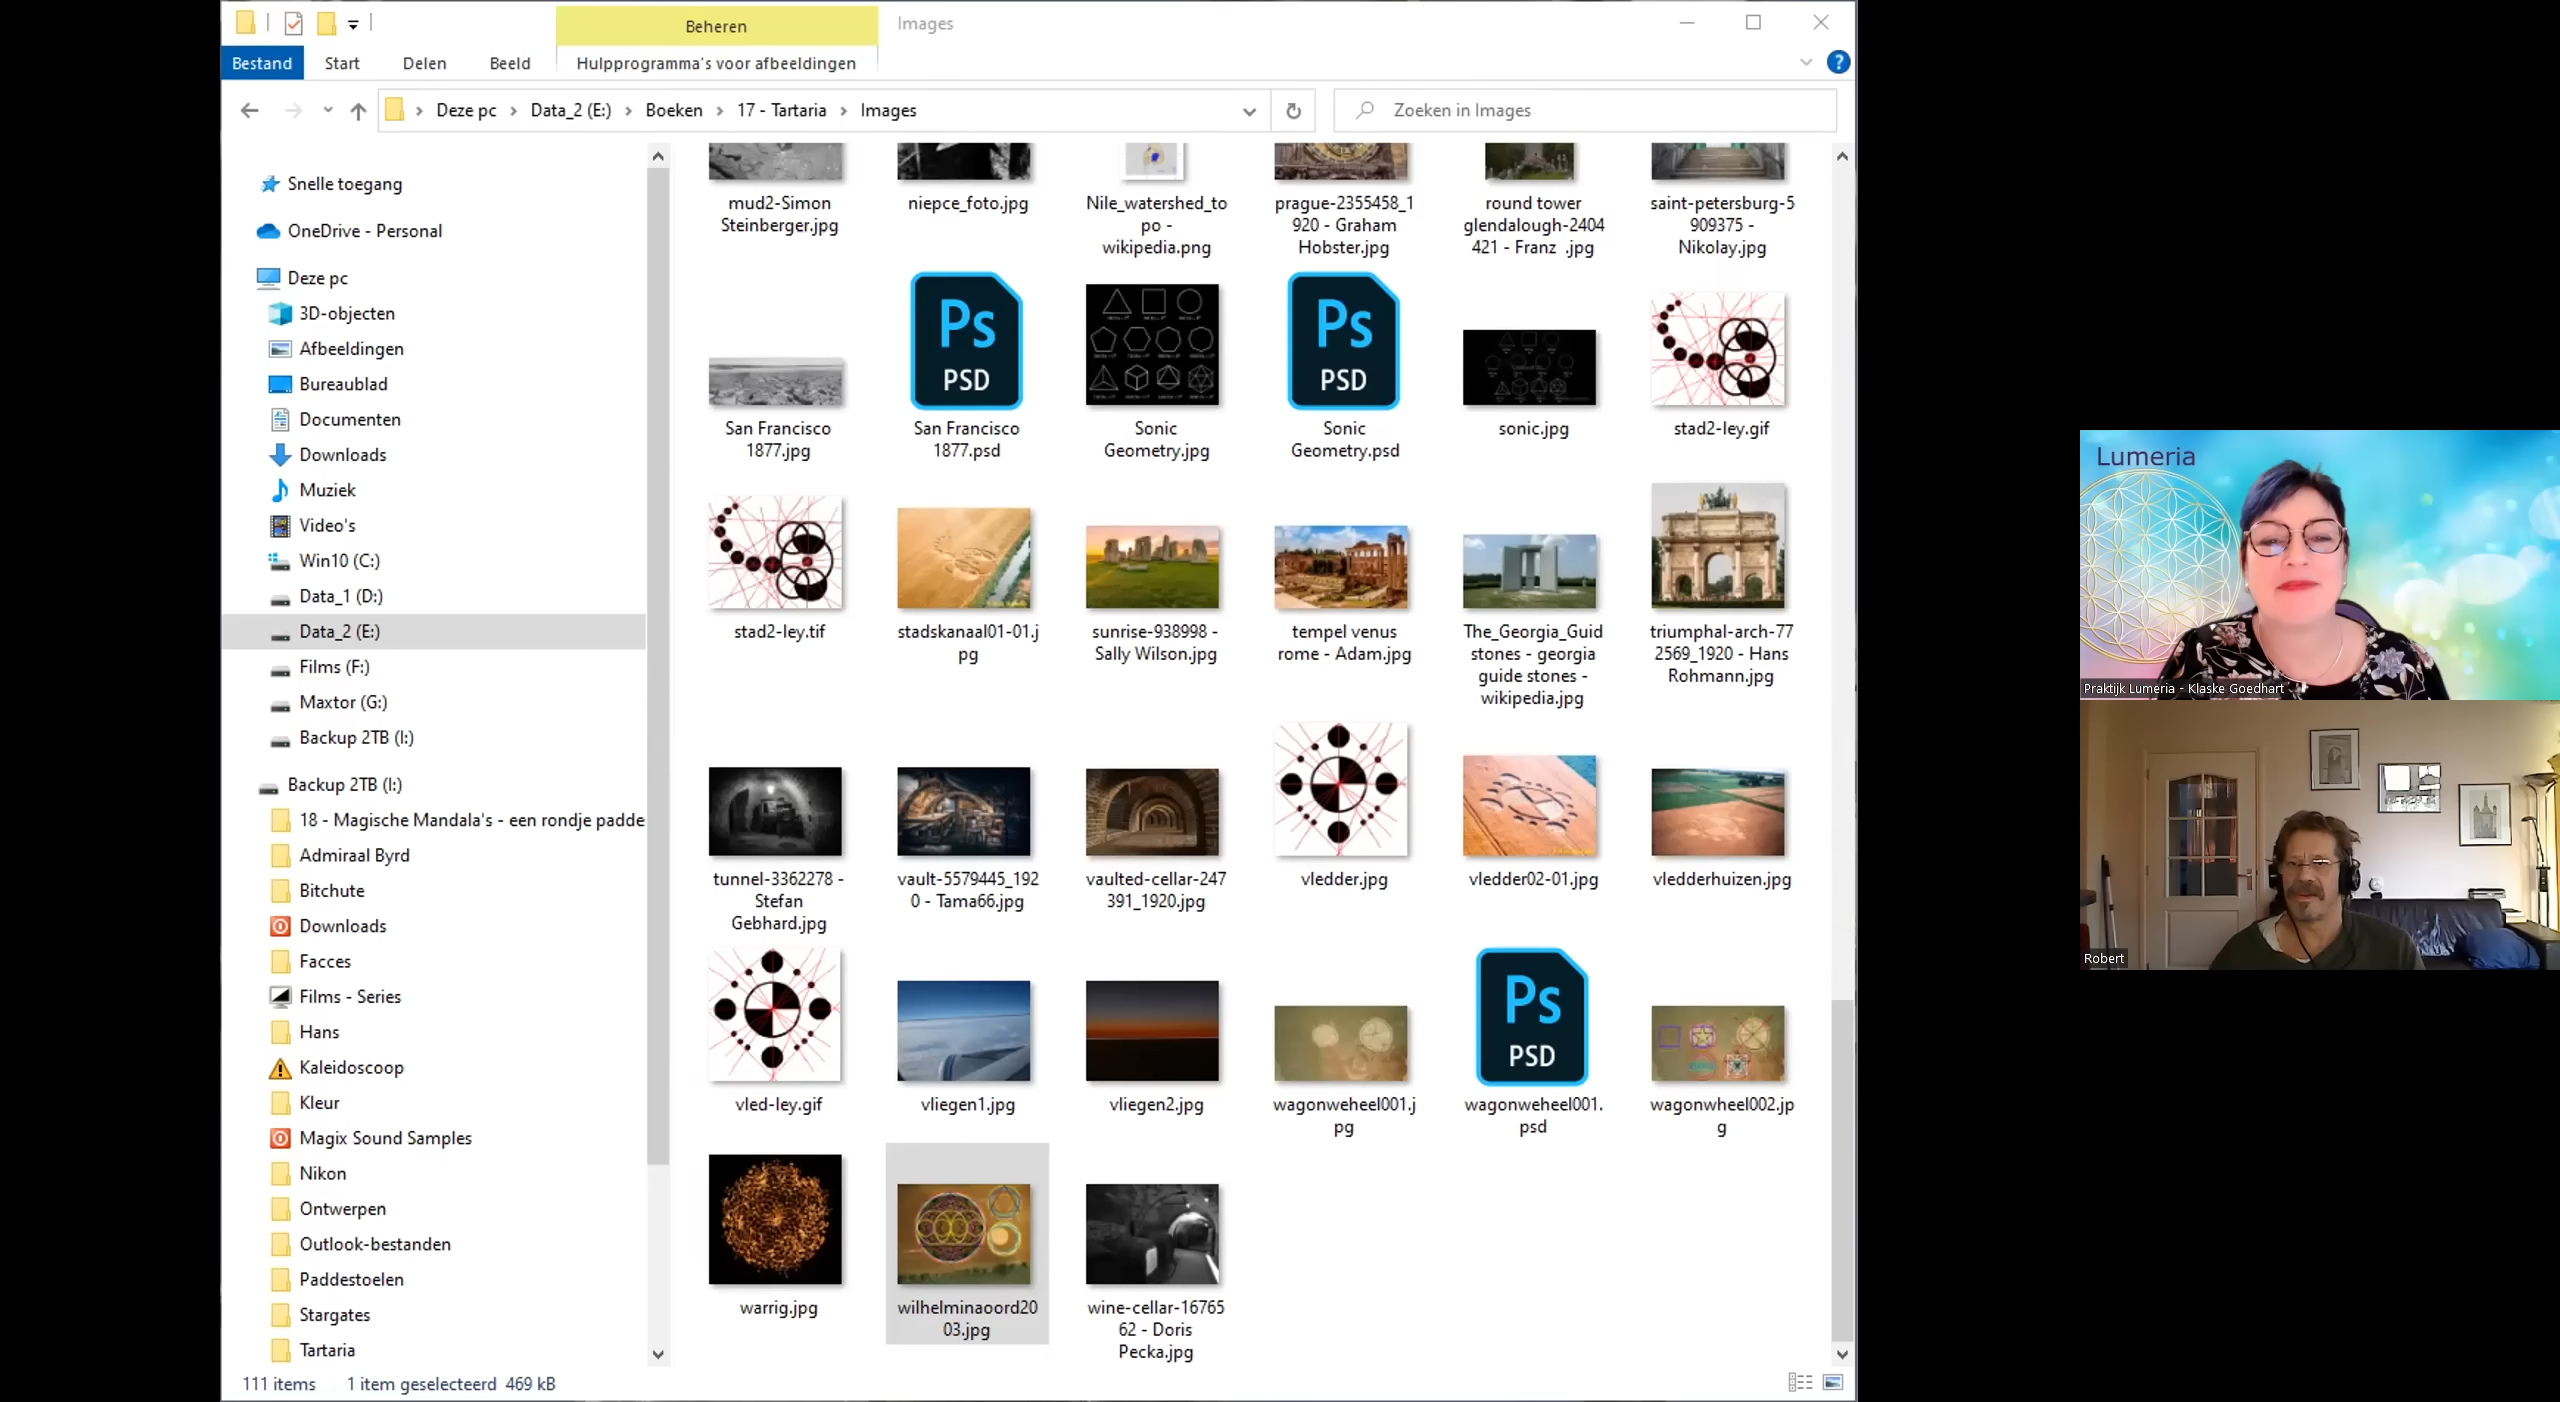 Beheren
Images
Bestand
Start
Delen
Beeld
Hulpprogramma's voor afbeeldingen
Deze pc
Data_2 (E:)
Boeken
17 - Tartaria
Images
Zoeken in Images
Snelle toegang
OneDrive - Personal
Deze pc
3D-objecten
Afbeeldingen
Bureaublad
Documenten
Downloads
Muziek
Video's
Win10 (C:)
Data_1 (D:)
Data_2 (E:)
Films (F:)
Maxtor (G:)
Backup 2TB (I:)
Backup 2TB (I:)
18 - Magische Mandala's - een rondje padde
Admiraal Byrd
Bitchute
Downloads
Facces
Films - Series
Hans
Kaleidoscoop
Kleur
Magix Sound Samples
Nikon
Ontwerpen
Outlook-bestanden
Paddestoelen
Stargates
Tartaria
mud2-Simon
Steinberger.jpg
niepce_foto.jpg
Nile_watershed_to
po -
wikipedia.png
prague-2355458_1
920 - Graham
Hobster.jpg
round tower
glendalough-2404
421 - Franz .jpg
saint-petersburg-5
909375 -
Nikolay.jpg
San Francisco
1877.jpg
Ps
PSD
San Francisco
1877.psd
Sonic
Geometry.jpg
Ps
PSD
Sonic
Geometry.psd
sonic.jpg
stad2-ley.gif
stad2-ley.tif
stadskanaal01-01.j
pg
sunrise-938998 -
Sally Wilson.jpg
tempel venus
rome - Adam.jpg
The_Georgia_Guid
stones - georgia
guide stones -
wikipedia.jpg
triumphal-arch-77
2569_1920 - Hans
Rohmann.jpg
tunnel-3362278 -
Stefan
Gebhard.jpg
vault-5579445_192
0 - Tama66.jpg
vaulted-cellar-247
391_1920.jpg
vledder.jpg
vledder02-01.jpg
vledderhuizen.jpg
vled-ley.gif
vliegen1.jpg
vliegen2.jpg
wagonweheel001.j
pg
Ps
PSD
wagonweheel001.
psd
wagonwheel002.jp
g
warrig.jpg
wilhelminaoord20
03.jpg
wine-cellar-16765
62 - Doris
Pecka.jpg
111 items
1 item geselecteerd 469 kB
Lumeria
Praktijk Lumeria - Klaske Goedhart
Robert